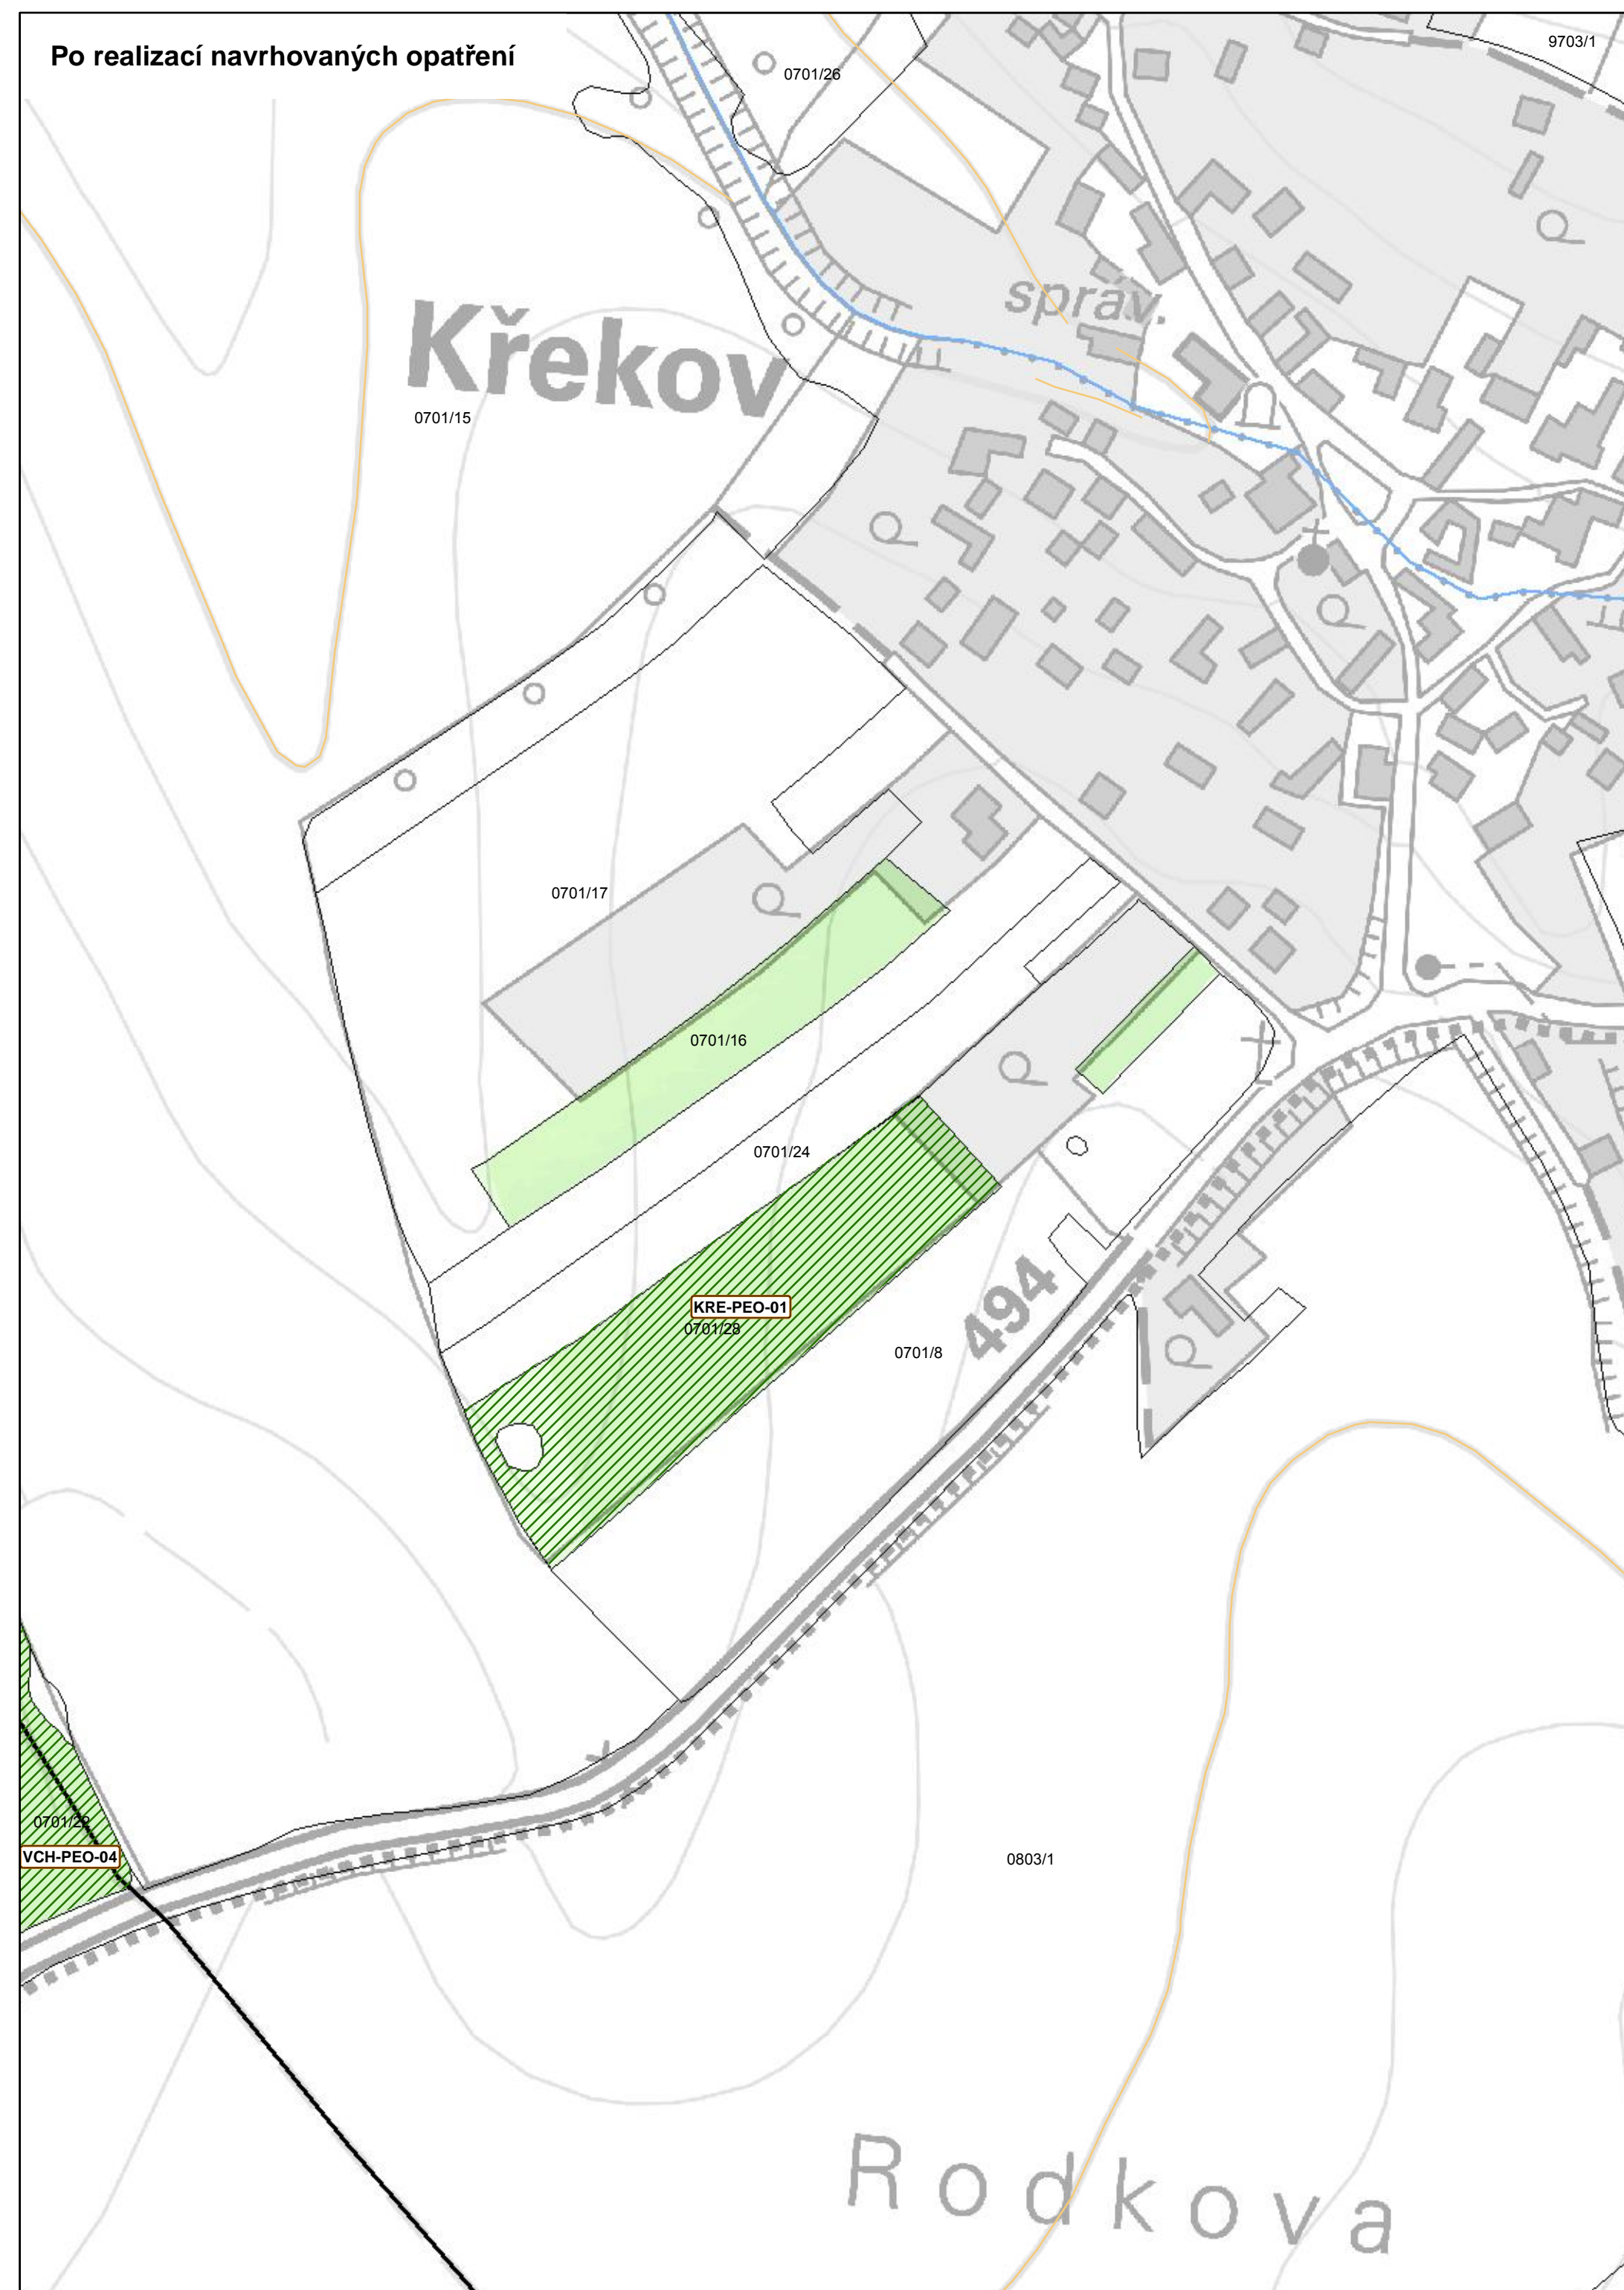 Po realizací navrhovaných opatření
9703/1
0701/26
správ.
Křekov
0701/15
0701/17
0701/16
0701/24
KRE-PEO-01
0701/28
494
0701/8
0701/22
VCH-PEO-04
0803/1
Rodkova